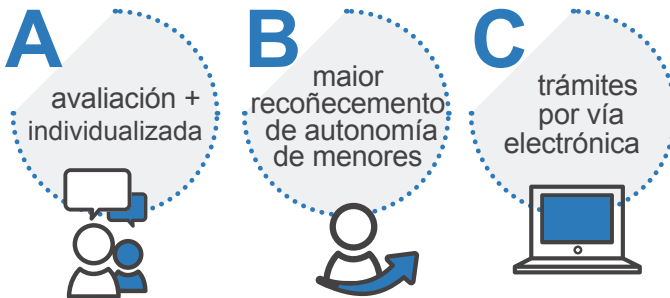 A
avaliación +
individualizada
B
maior
recoñecemento
de autonomía
de menores
C
trámites
por vía
electrónica